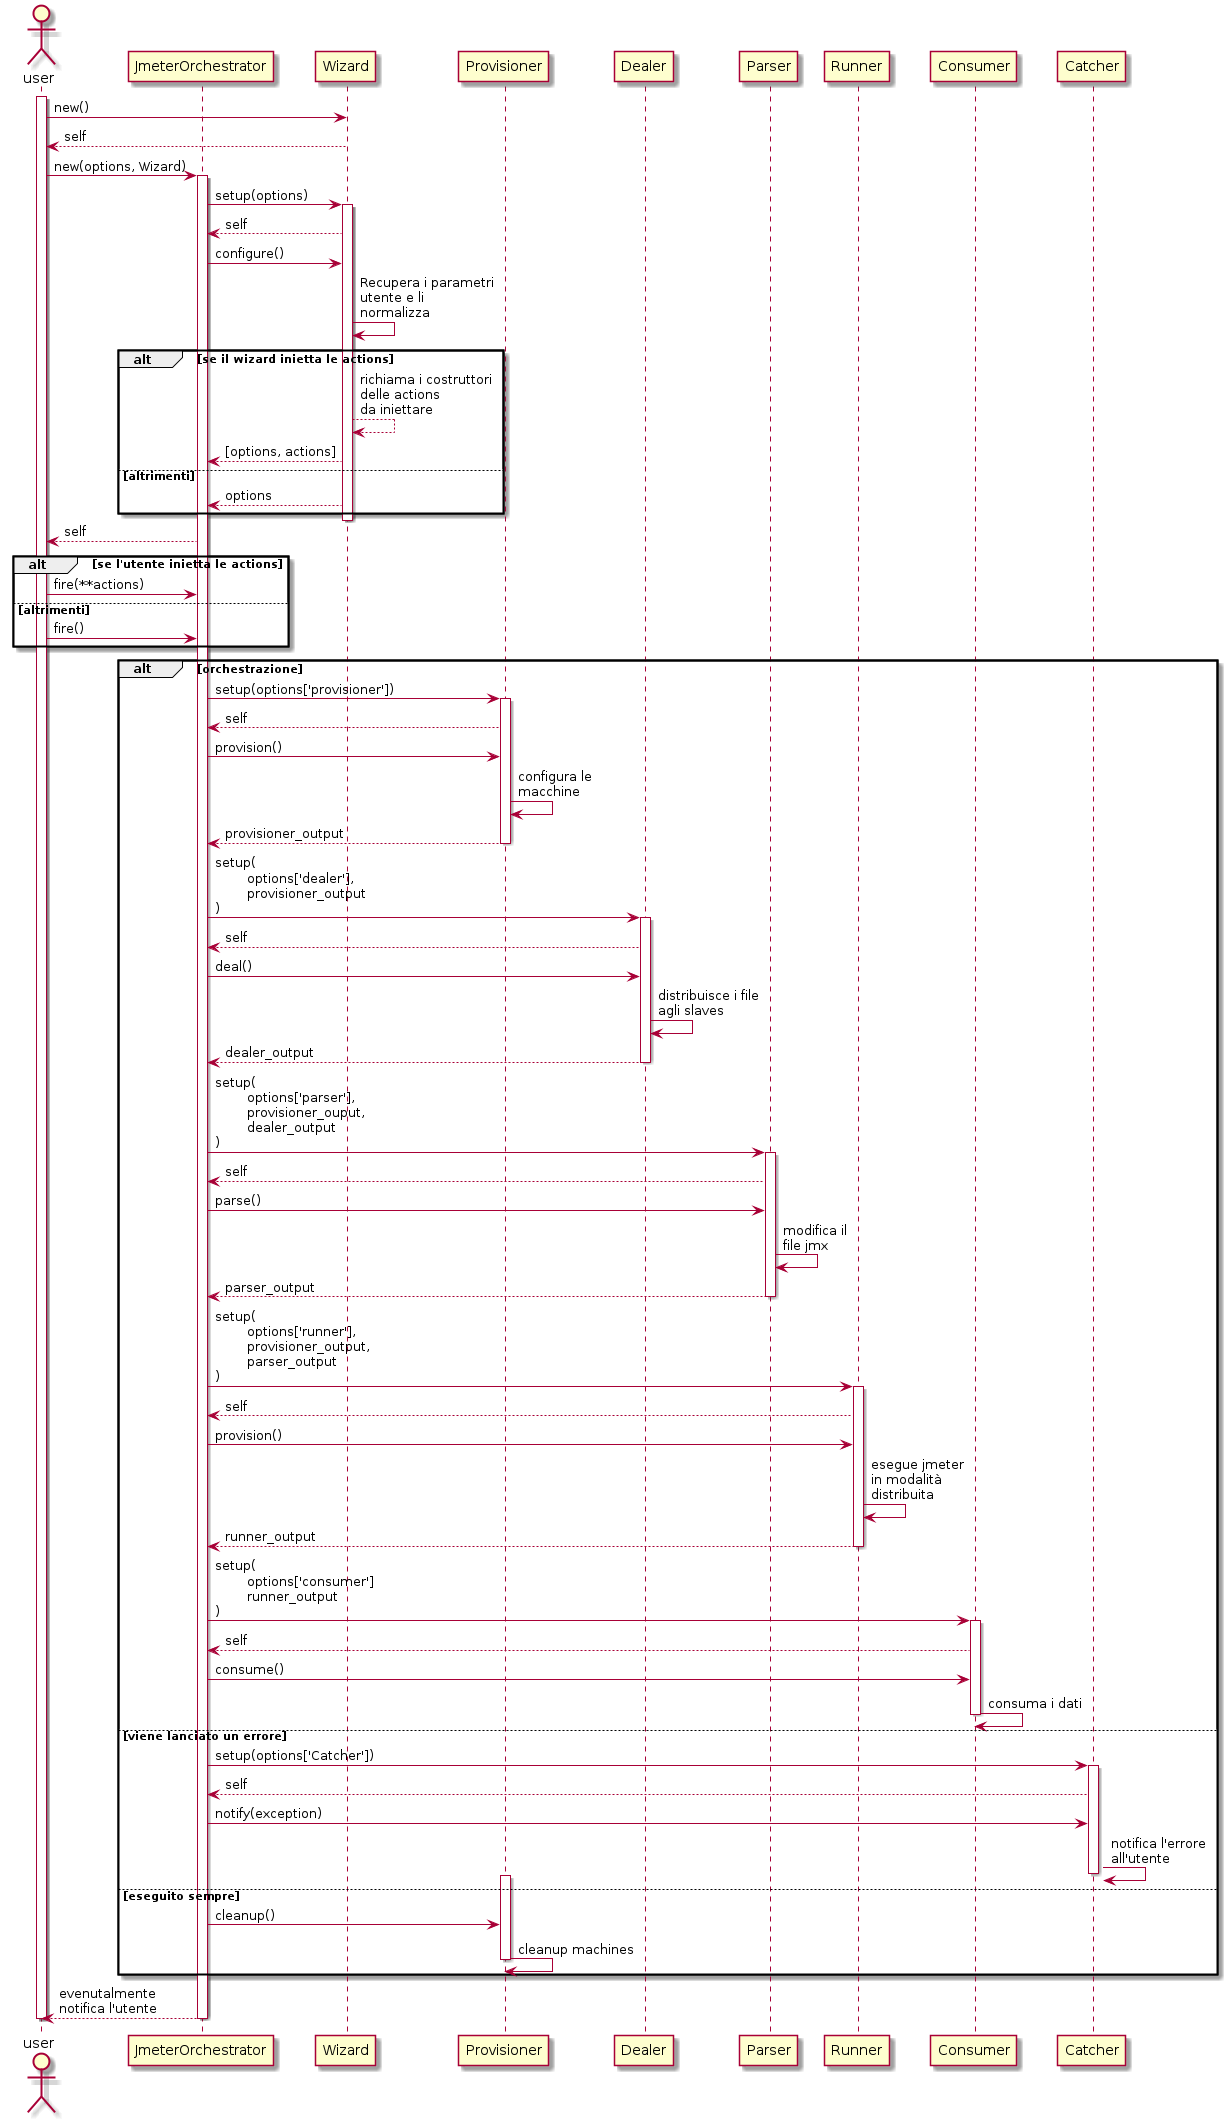 user
JmeterOrchestrator
Wizard
Provisioner
Dealer
Parser
Runner
Consumer
Catcher
new()
self
new(options, Wizard)
setup(options)
self
configure()
Recupera i parametri
utente e li
normalizza
alt [se il wizard inietta le actions]
richiama i costruttori
delle actions
da iniettare
[options, actions]
[altrimenti]
options
self
alt [se l'utente inietta le actions]
fire(**actions)
[altrimenti]
fire()
alt [orchestrazione]
setup(options['provisioner'])
self
provision()
configura le
macchine
provisioner_output
setup(
options['dealer'],
provisioner_output
)
self
deal()
distribuisce i file
agli slaves
dealer_output
setup(
options['parser'],
provisioner_ouput,
dealer_output
)
self
parse()
modifica il
file jmx
parser_output
setup(
options['runner'],
provisioner_output,
parser_output
)
self
provision()
esegue jmeter
in modalità
distribuita
runner_output
setup(
options['consumer']
runner_output
)
self
consume()
consuma i dati
[viene lanciato un errore]
setup(options['Catcher'])
self
notify(exception)
notifica l'errore
all'utente
[eseguito sempre]
cleanup()
cleanup machines
evenutalmente
notifica l'utente
user
JmeterOrchestrator
Wizard
Provisioner
Dealer
Parser
Runner
Consumer
Catcher